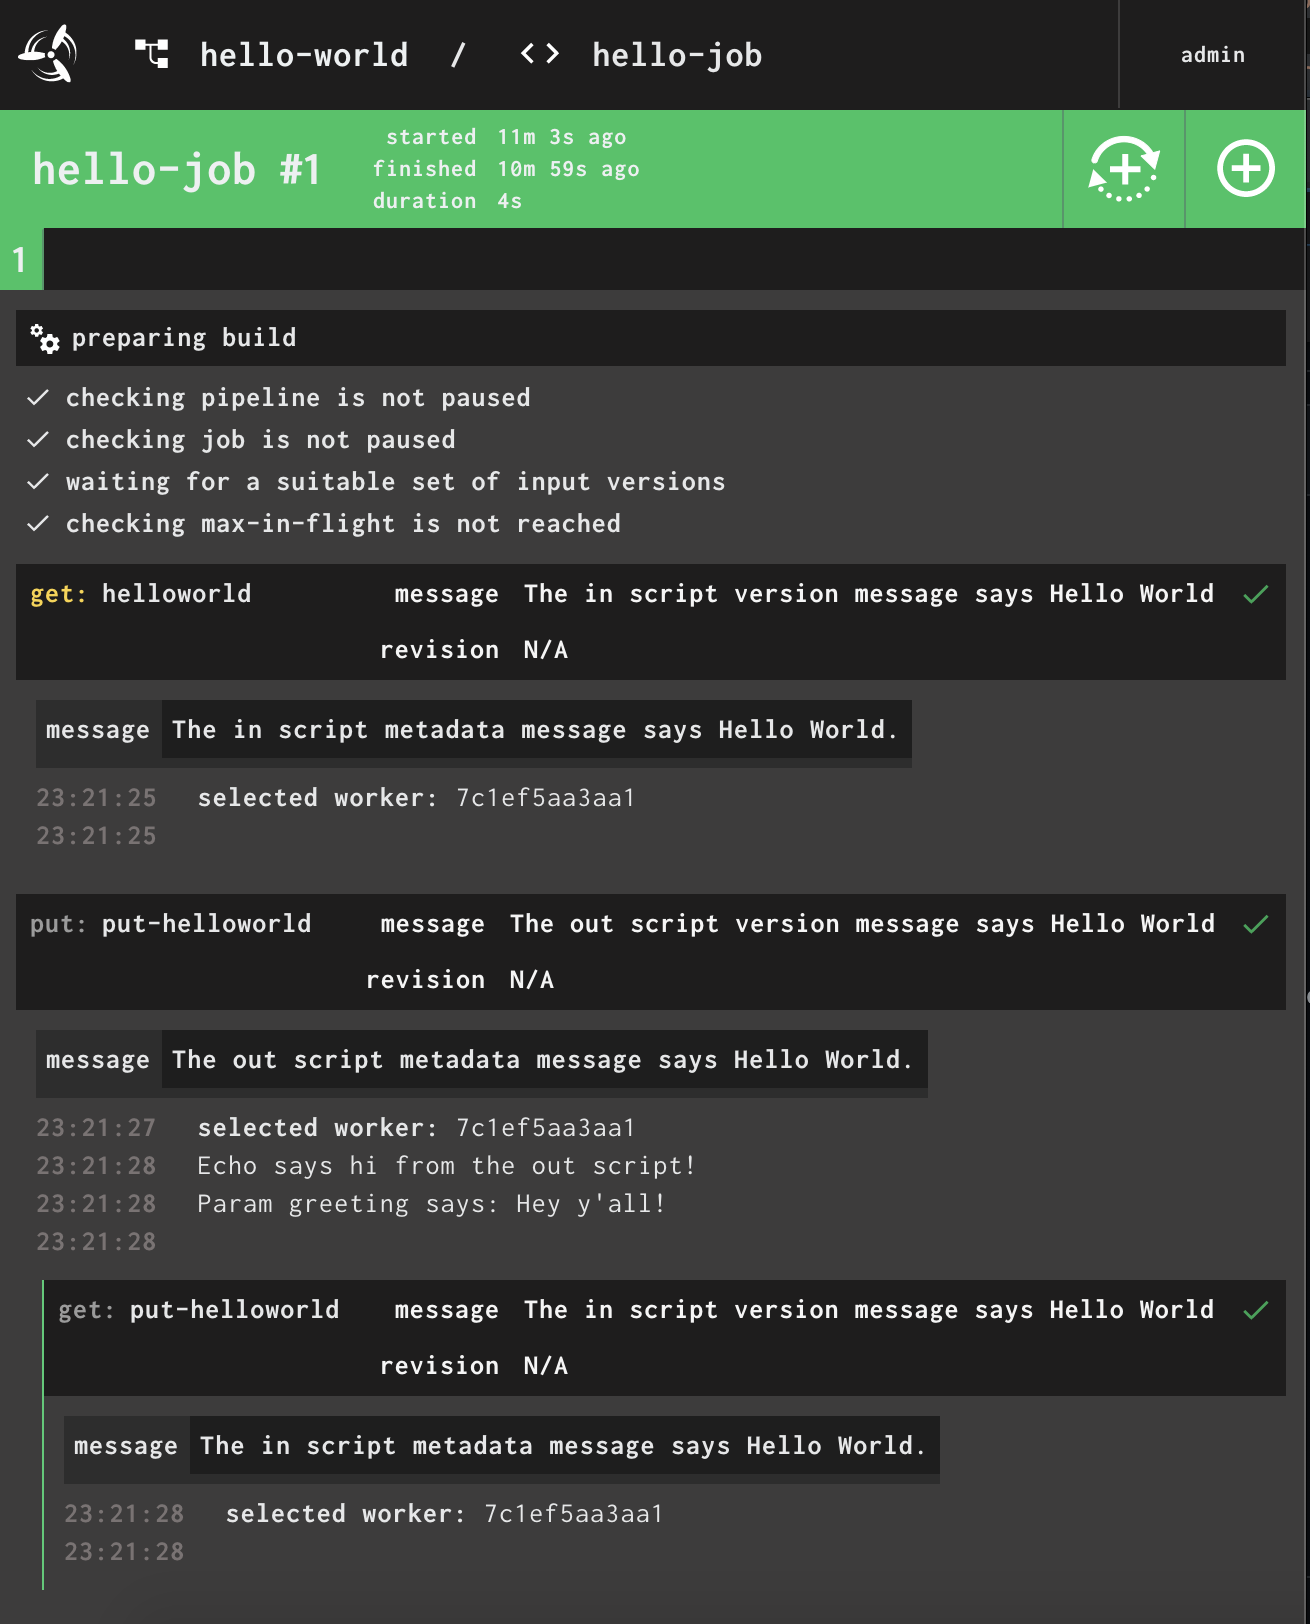 hello-world / <> hello-job admin
hello-job #1
started 11m 3s ago
finished 10m 59s ago
duration 4s
1
preparing build
✓ checking pipeline is not paused
✓ checking job is not paused
✓ waiting for a suitable set of input versions
✓ checking max-in-flight is not reached
get: helloworld message The in script version message says Hello World ✓
revision N/A
message The in script metadata message says Hello World.
23:21:25 selected worker: 7c1ef5aa3aa1
23:21:25
put: put-helloworld message The out script version message says Hello World ✓
revision N/A
message The out script metadata message says Hello World.
23:21:27 selected worker: 7c1ef5aa3aa1
23:21:28 Echo says hi from the out script!
23:21:28 Param greeting says: Hey y'all!
23:21:28
get: put-helloworld message The in script version message says Hello World ✓
revision N/A
message The in script metadata message says Hello World.
23:21:28 selected worker: 7c1ef5aa3aa1
23:21:28